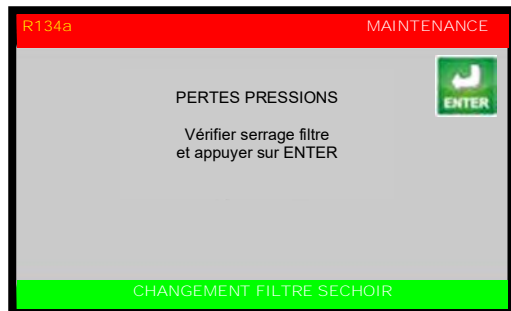 R134a MAINTENANCE
ENTER
PERTES PRESSIONS
Vérifier serrage filtre
et appuyer sur ENTER
CHANGEMENT FILTRE SECHOIR